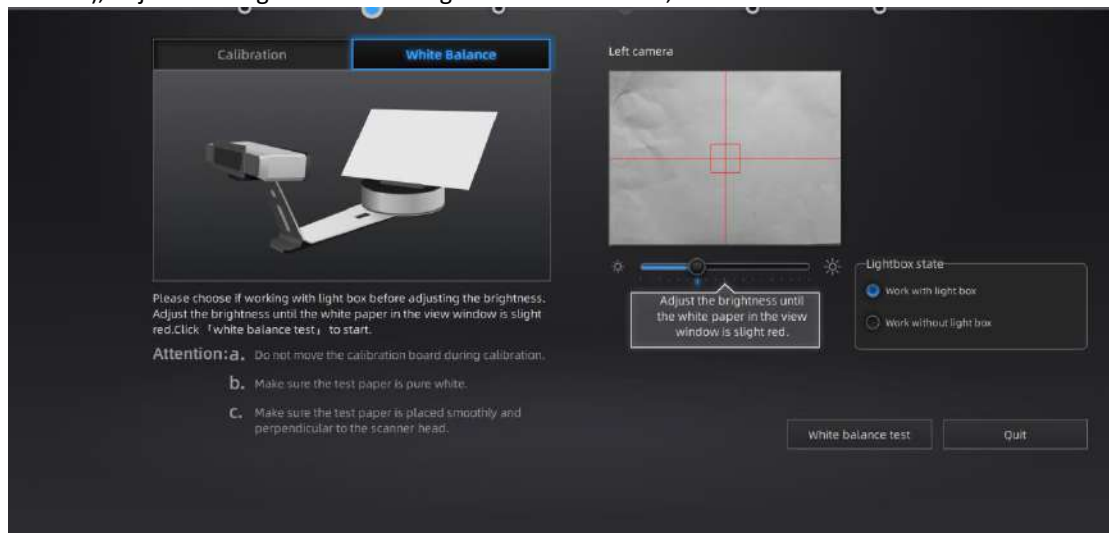 Calibration
White Balance
Left camera
Please choose if working with light box before adjusting the brightness.
Adjust the brightness until the white paper in the view window is slight
red.Click 「white balance test」 to start.
Attention:a. Do not move the calibration board during calibration.
b. Make sure the test paper is pure white.
c. Make sure the test paper is placed smoothly and
perpendicular to the scanner head.
Adjust the brightness until
the white paper in the view
window is slight red.
Lightbox state
Work with light box
Work without light box
White balance test
Quit